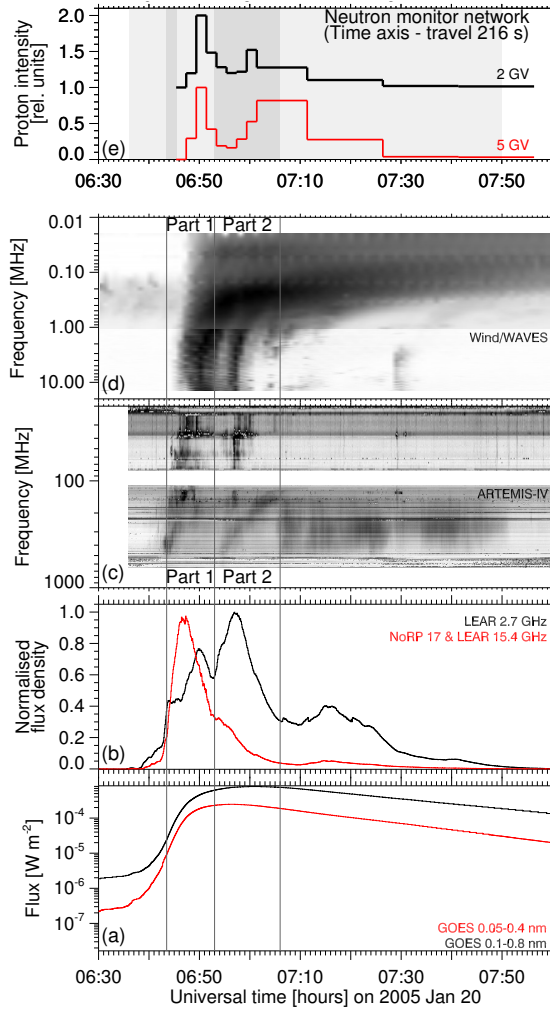 Neutron monitor network
(Time axis - travel 216 s)
Proton intensity
[rel. units]
2.0
1.5
1.0
0.5
0.0
2 GV
5 GV
(e)
06:30 06:50 07:10 07:30 07:50
Part 1 Part 2
Frequency [MHz]
0.01
0.10
1.00
10.00
Wind/WAVES
(d)
Frequency [MHz]
100
1000
ARTEMIS-IV
(c)
Part 1 Part 2
Normalised
flux density
1.0
0.8
0.6
0.4
0.2
0.0
LEAR 2.7 GHz
NoRP 17 & LEAR 15.4 GHz
(b)
Flux [W m-2]
10-4
10-5
10-6
10-7
(a)
GOES 0.05-0.4 nm
GOES 0.1-0.8 nm
06:30 06:50 07:10 07:30 07:50
Universal time [hours] on 2005 Jan 20